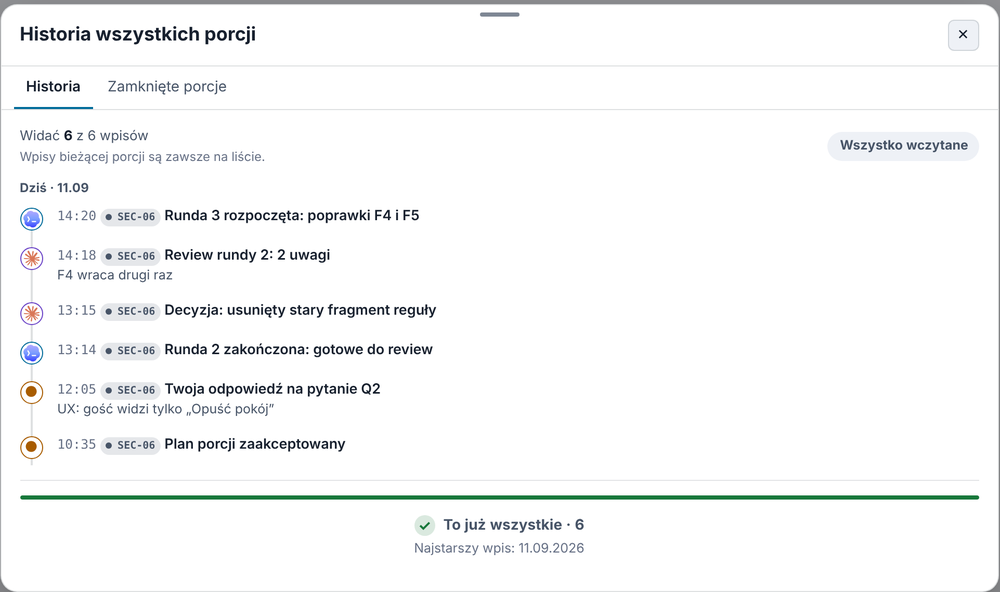 Historia wszystkich porcji
✕
Historia Zamknięte porcje
Widać 6 z 6 wpisów
Wpisy bieżącej porcji są zawsze na liście.
Wszystko wczytane
Dziś · 11.09
14:20 • SEC-06 Runda 3 rozpoczęta: poprawki F4 i F5
14:18 • SEC-06 Review rundy 2: 2 uwagi
F4 wraca drugi raz
13:15 • SEC-06 Decyzja: usunięty stary fragment reguły
13:14 • SEC-06 Runda 2 zakończona: gotowe do review
12:05 • SEC-06 Twoja odpowiedź na pytanie Q2
UX: gość widzi tylko „Opuść pokój”
10:35 • SEC-06 Plan porcji zaakceptowany
To już wszystkie · 6
Najstarszy wpis: 11.09.2026